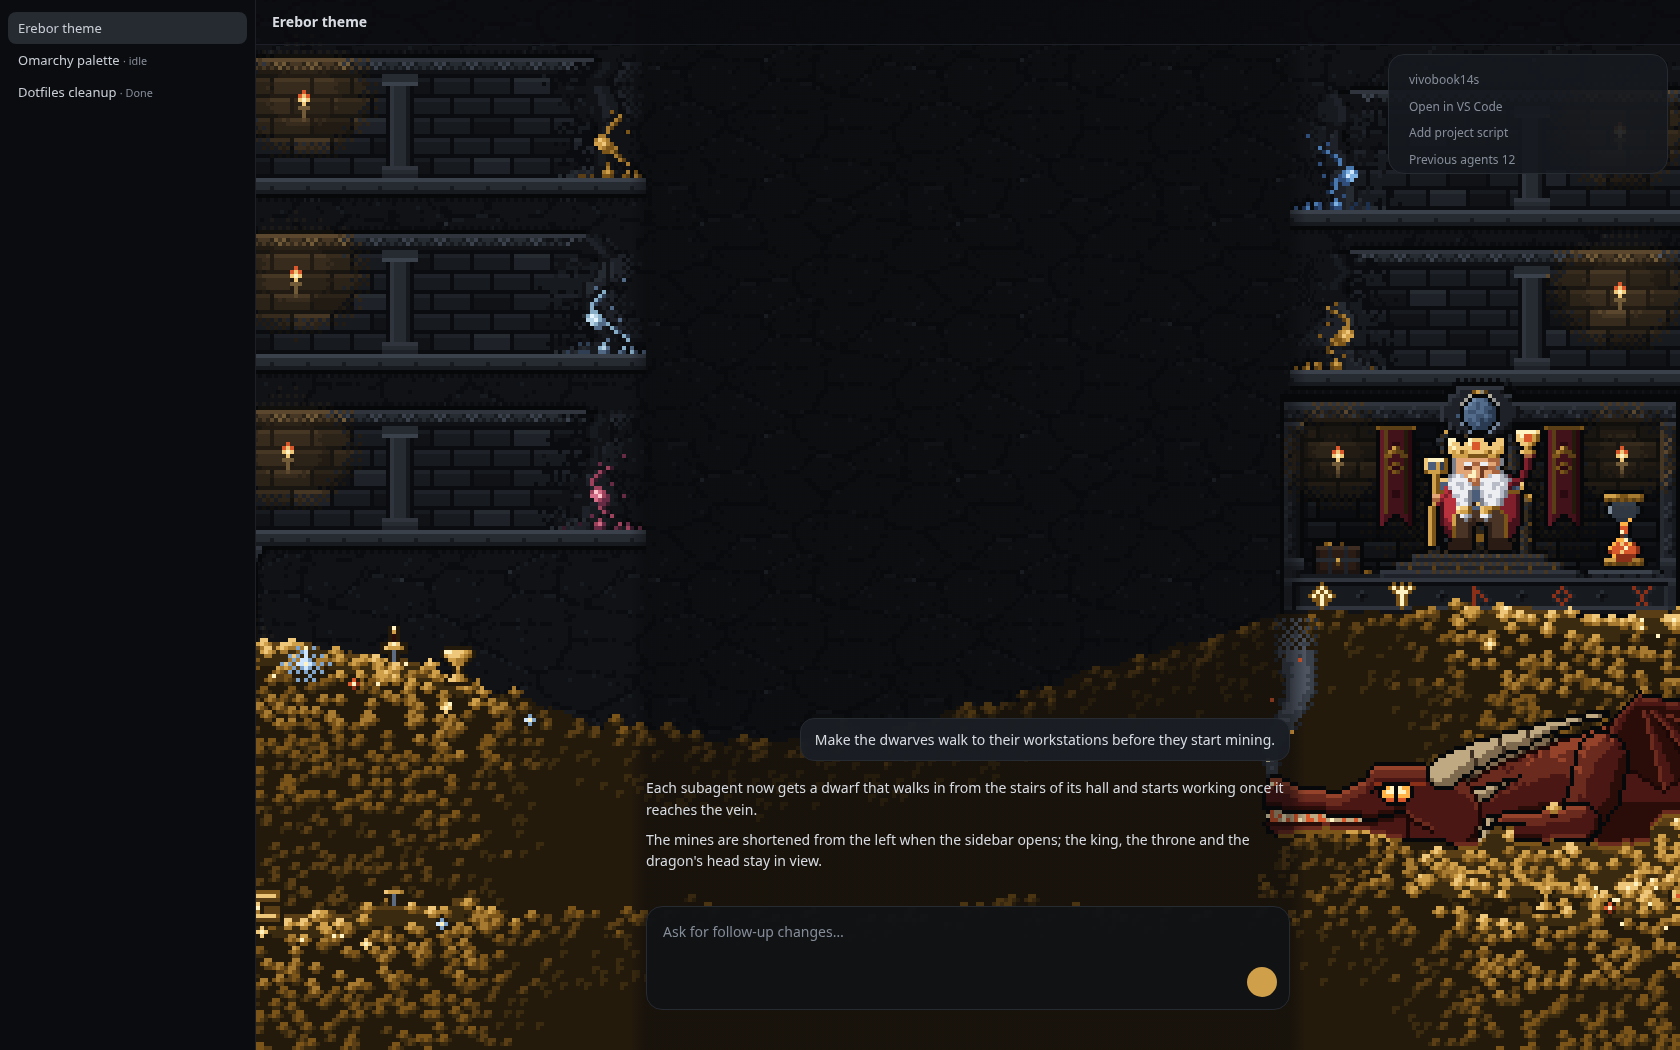 Erebor theme
Omarchy palette · idle
Dotfiles cleanup · Done
Erebor theme
vivobook14s
Open in VS Code
Add project script
Previous agents 12
Make the dwarves walk to their workstations before they start mining.
Each subagent now gets a dwarf that walks in from the stairs of its hall and starts working once it
reaches the vein.
The mines are shortened from the left when the sidebar opens; the king, the throne and the
dragon's head stay in view.
Ask for follow-up changes...